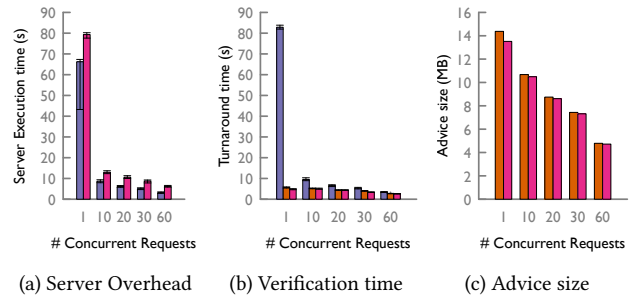 Server Execution time (s)
90
80
70
60
50
40
30
20
10
0
1 10 20 30 60
# Concurrent Requests
(a) Server Overhead
Turnaround time (s)
90
80
70
60
50
40
30
20
10
0
1 10 20 30 60
# Concurrent Requests
(b) Verification time
Advice size (MB)
16
14
12
10
8
6
4
2
0
1 10 20 30 60
# Concurrent Requests
(c) Advice size